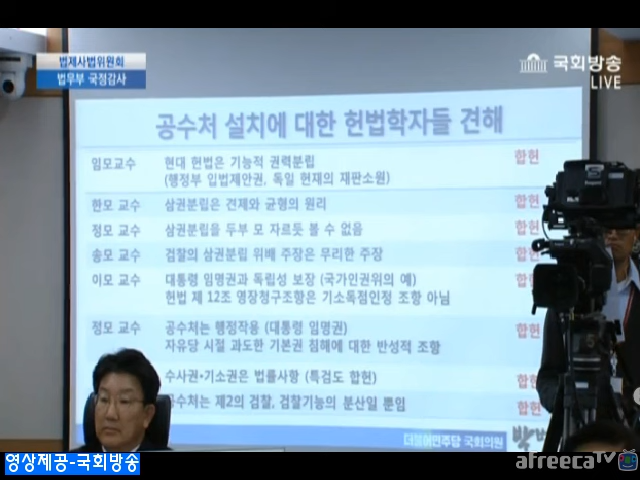 법제사법위원회
법무부 국정감사
국회방송
LIVE
공수처 설치에 대한 헌법학자들 견해
임모교수 현대 헌법은 기능적 권력분립 합헌
(행정부 입법제안권, 독일 헌재의 재판소원)
한모 교수 삼권분립은 견제와 균형의 원리 합헌
정모 교수 삼권분립을 두부 모 자르듯 볼 수 없음 합헌
송모 교수 검찰의 삼권분립 위배 주장은 무리한 주장 합헌
이모 교수 대통령 임명권과 독립성 보장 (국가인권위의 예) 합헌
헌법 제 12조 영장청구조항은 기소독점인정 조항 아님
정모 교수 공수처는 행정작용 (대통령 임명권) 합헌
자유당 시절 과도한 기본권 침해에 대한 반성적 조항
수사권·기소권은 법률사항 (특검도 합헌) 합헌
공수처는 제2의 검찰, 검찰기능의 분산일 뿐임 합헌
더불어민주당 국회의원
영상제공-국회방송
afreecaTV